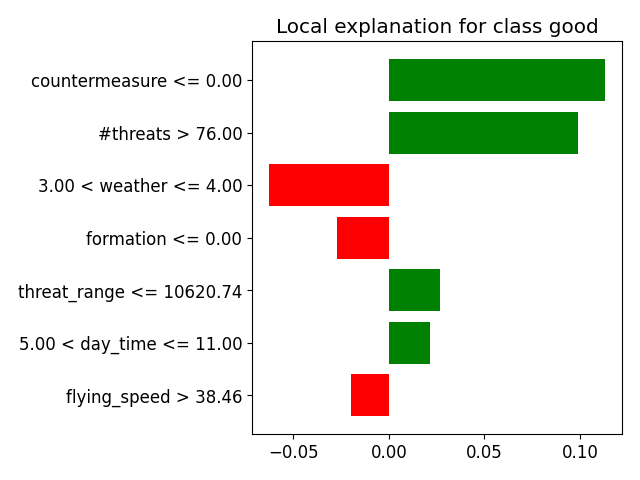 Local explanation for class good
countermeasure <= 0.00
#threats > 76.00
3.00 < weather <= 4.00
formation <= 0.00
threat_range <= 10620.74
5.00 < day_time <= 11.00
flying_speed > 38.46
−0.05 0.00 0.05 0.10